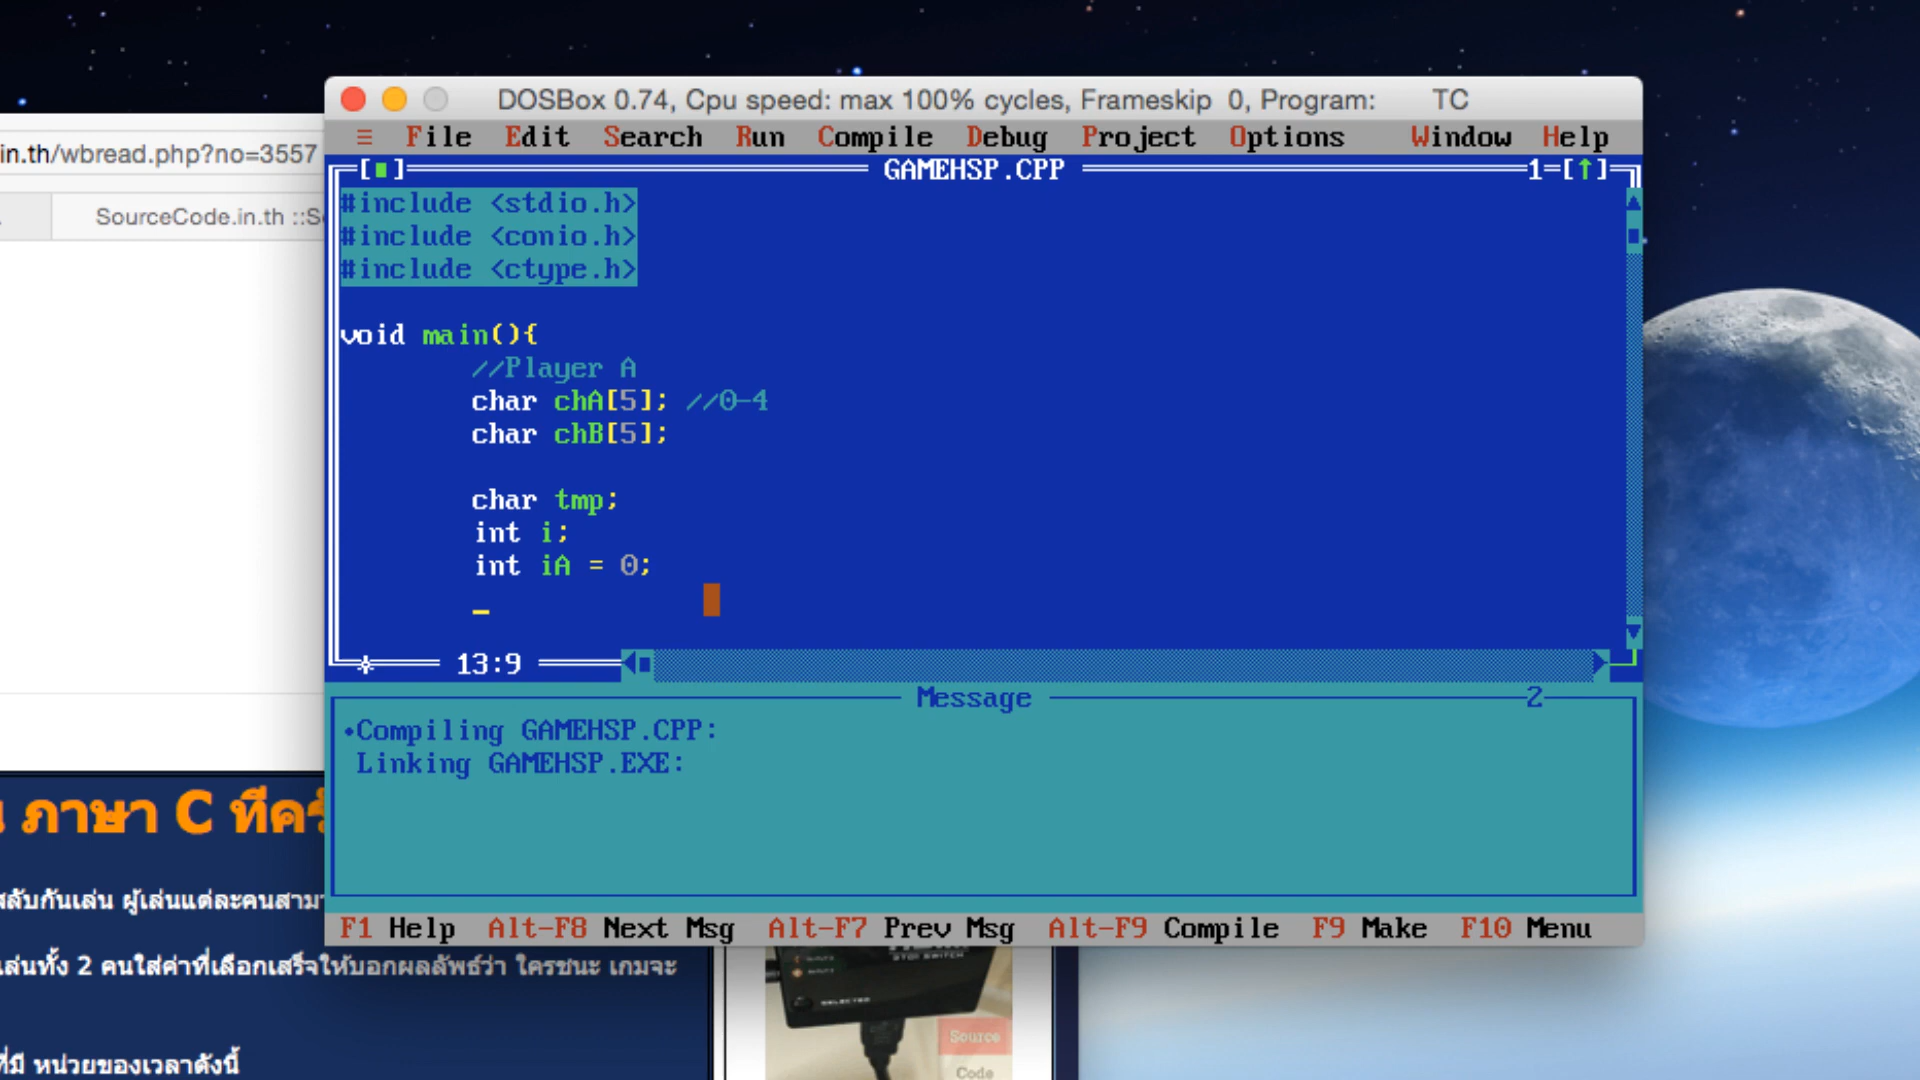 DOSBox 0.74, Cpu speed: max 100% cycles, Frameskip 0, Program: TC
≡ File Edit Search Run Compile Debug Project Options Window Help
in.th/wbread.php?no=3557
SourceCode.in.th ::S
[■] GAMEHSP.CPP 1=[↑]
#include <stdio.h>
#include <conio.h>
#include <ctype.h>
void main(){
//Player A
char chA[5]; //0-4
char chB[5];
char tmp;
int i;
int iA = 0;
_
13:9
Message 2
•Compiling GAMEHSP.CPP:
Linking GAMEHSP.EXE:
F1 Help Alt-F8 Next Msg Alt-F7 Prev Msg Alt-F9 Compile F9 Make F10 Menu
ภาษา C ที่
สลับกันเล่น ผู้เล่นแต่ละคน
เล่นทั้ง 2 คนใส่ค่าที่เลือกเสร็จให้บอกผลลัพธ์ว่า ใครชนะ เกมจะ
ที่มี หน่วยของเวลาดังนี้
SELECTED
Source
Code